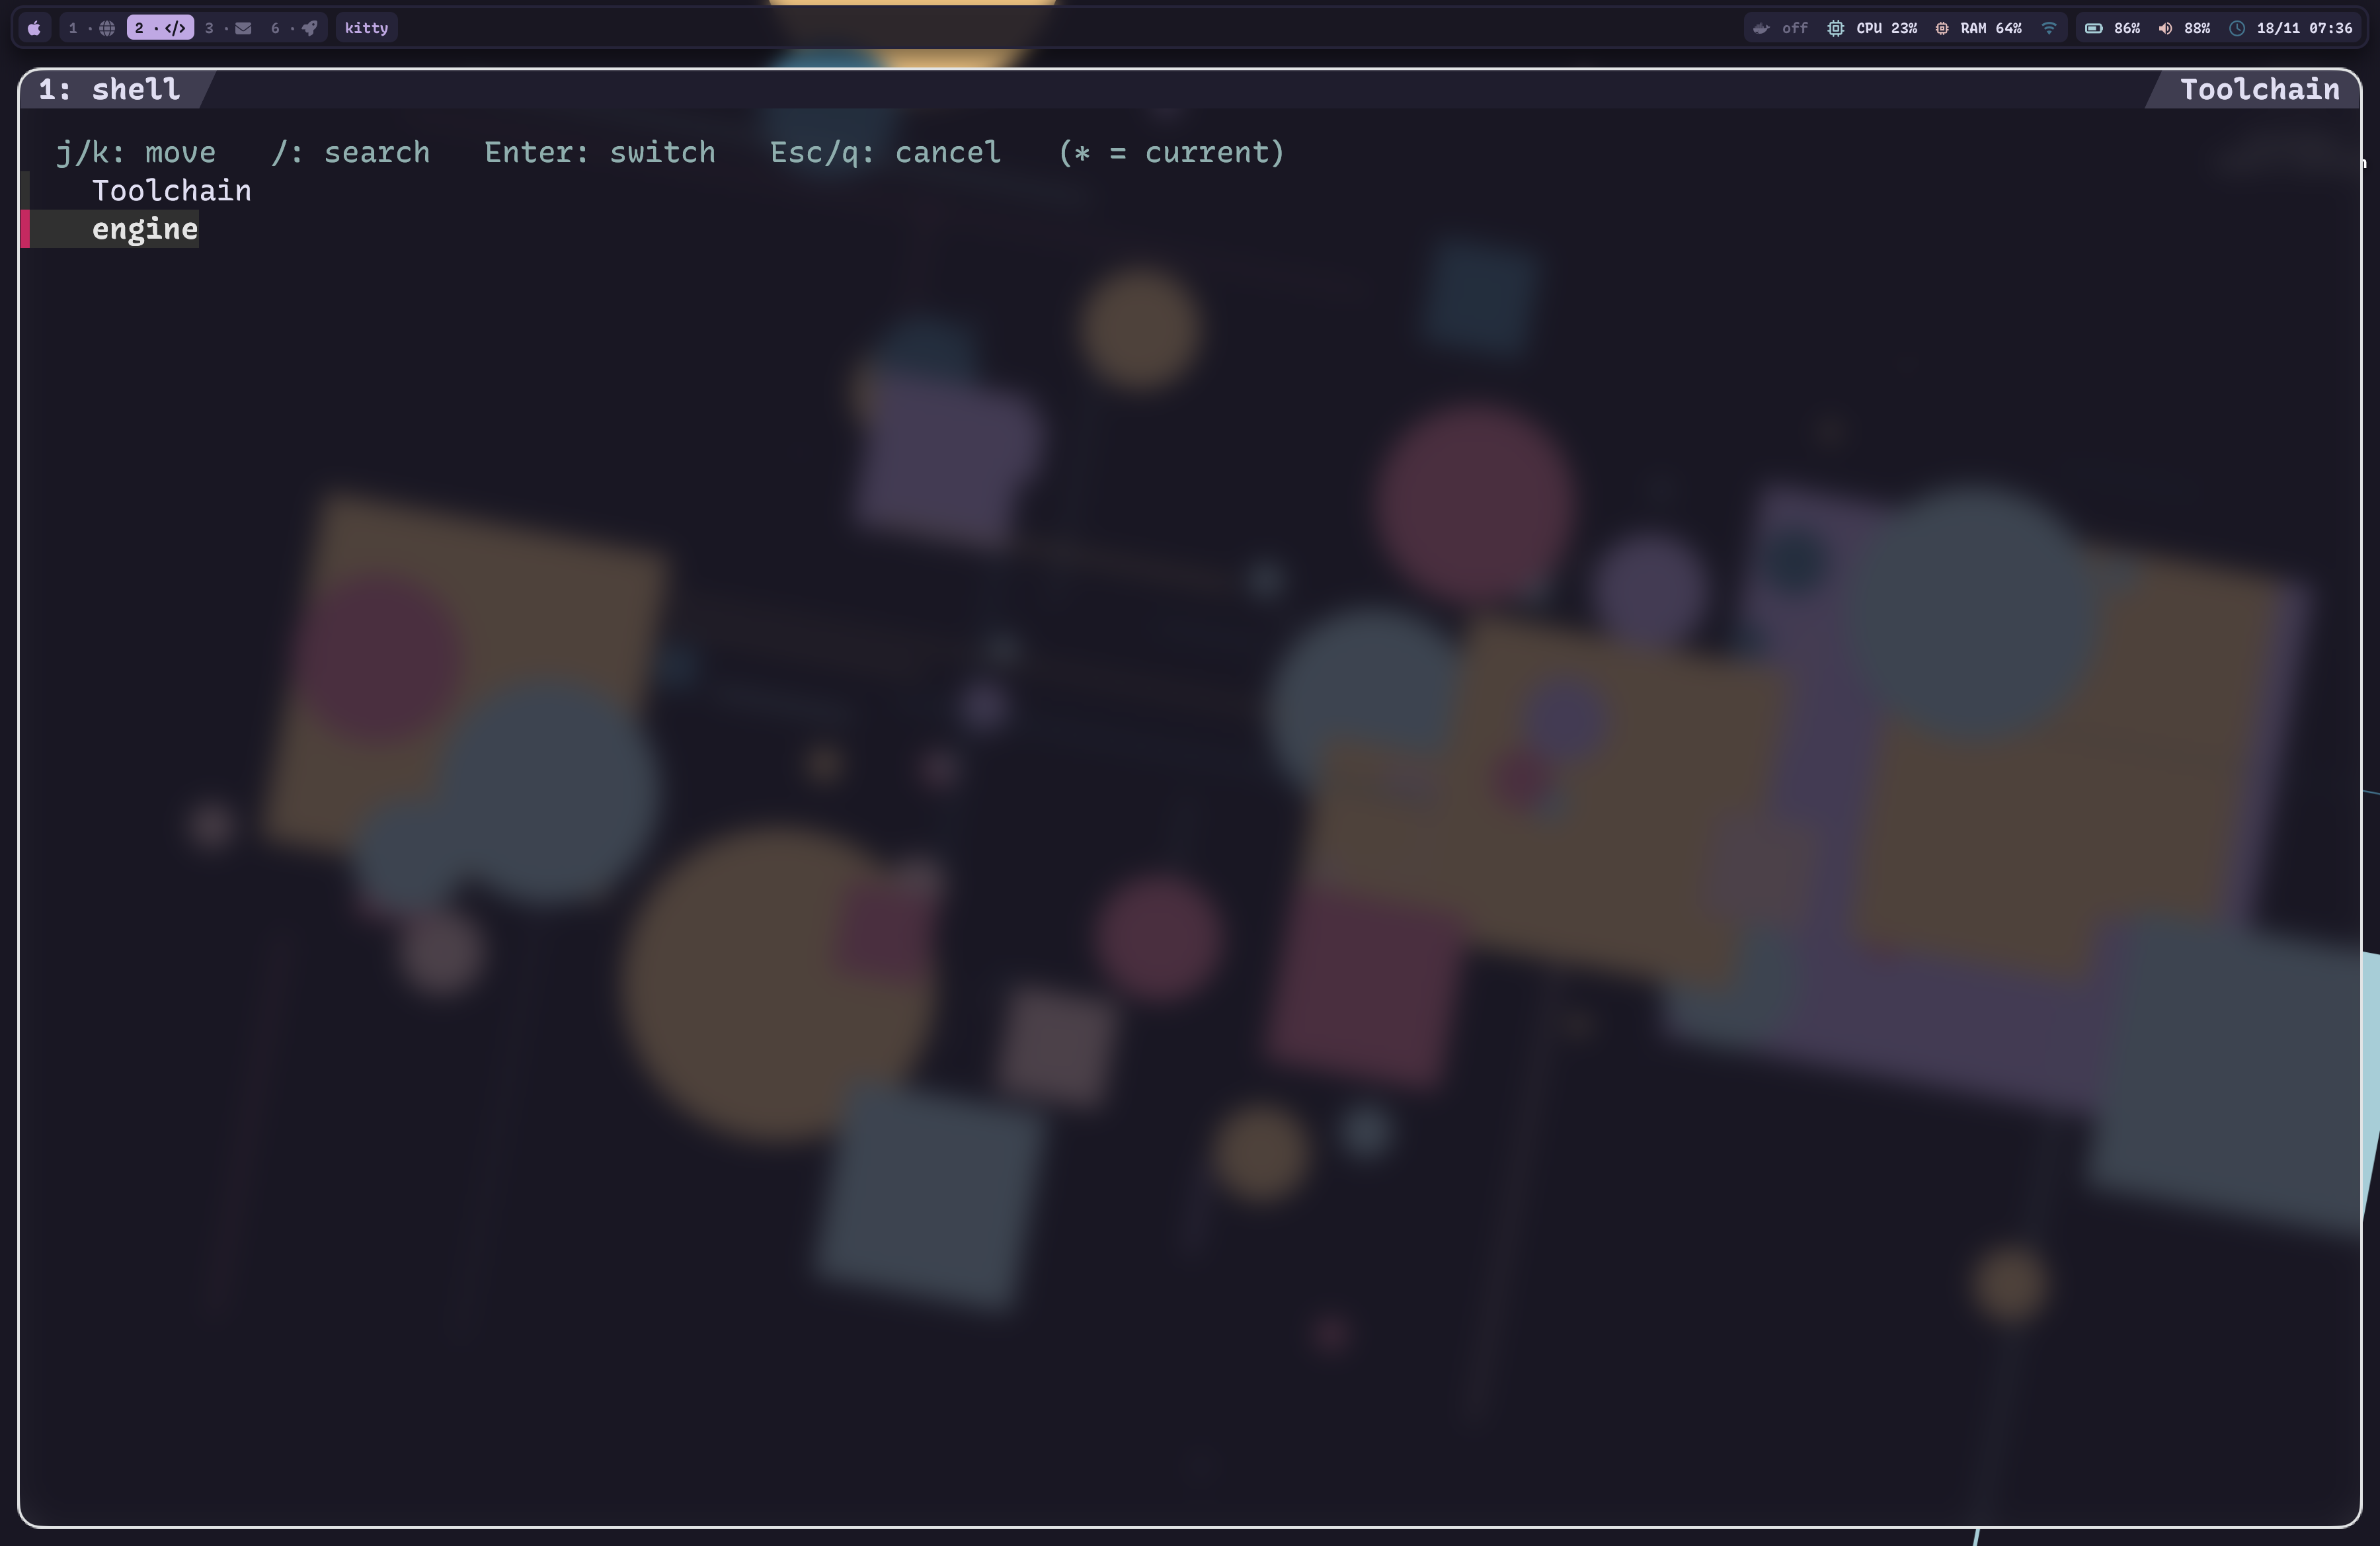 1 · 2 · </> 3 · 6 · kitty off CPU 23% RAM 64% 86% 88% 18/11 07:36
1: shell Toolchain
j/k: move /: search Enter: switch Esc/q: cancel (* = current)
Toolchain
engine